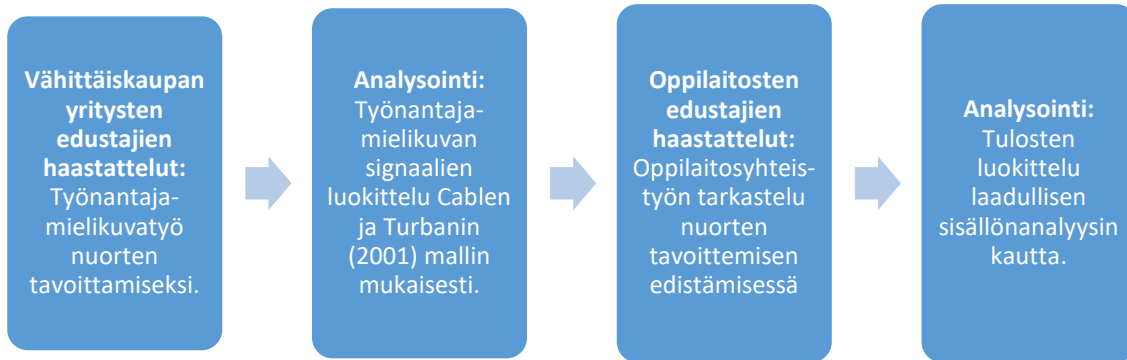 Vähittäiskaupan
yritysten
edustajien
haastattelut:
Työnantaja-
mielikuvatyö
nuorten
tavoittamiseksi.
Analysointi:
Työnantaja-
mielikuvan
signaalien
luokittelu Cablen
ja Turbanin
(2001) mallin
mukaisesti.
Oppilaitosten
edustajien
haastattelut:
Oppilaitosyhteis-
työn tarkastelu
nuorten
tavoittemisen
edistämisessä
Analysointi:
Tulosten
luokittelu
laadullisen
sisällönanalyysin
kautta.